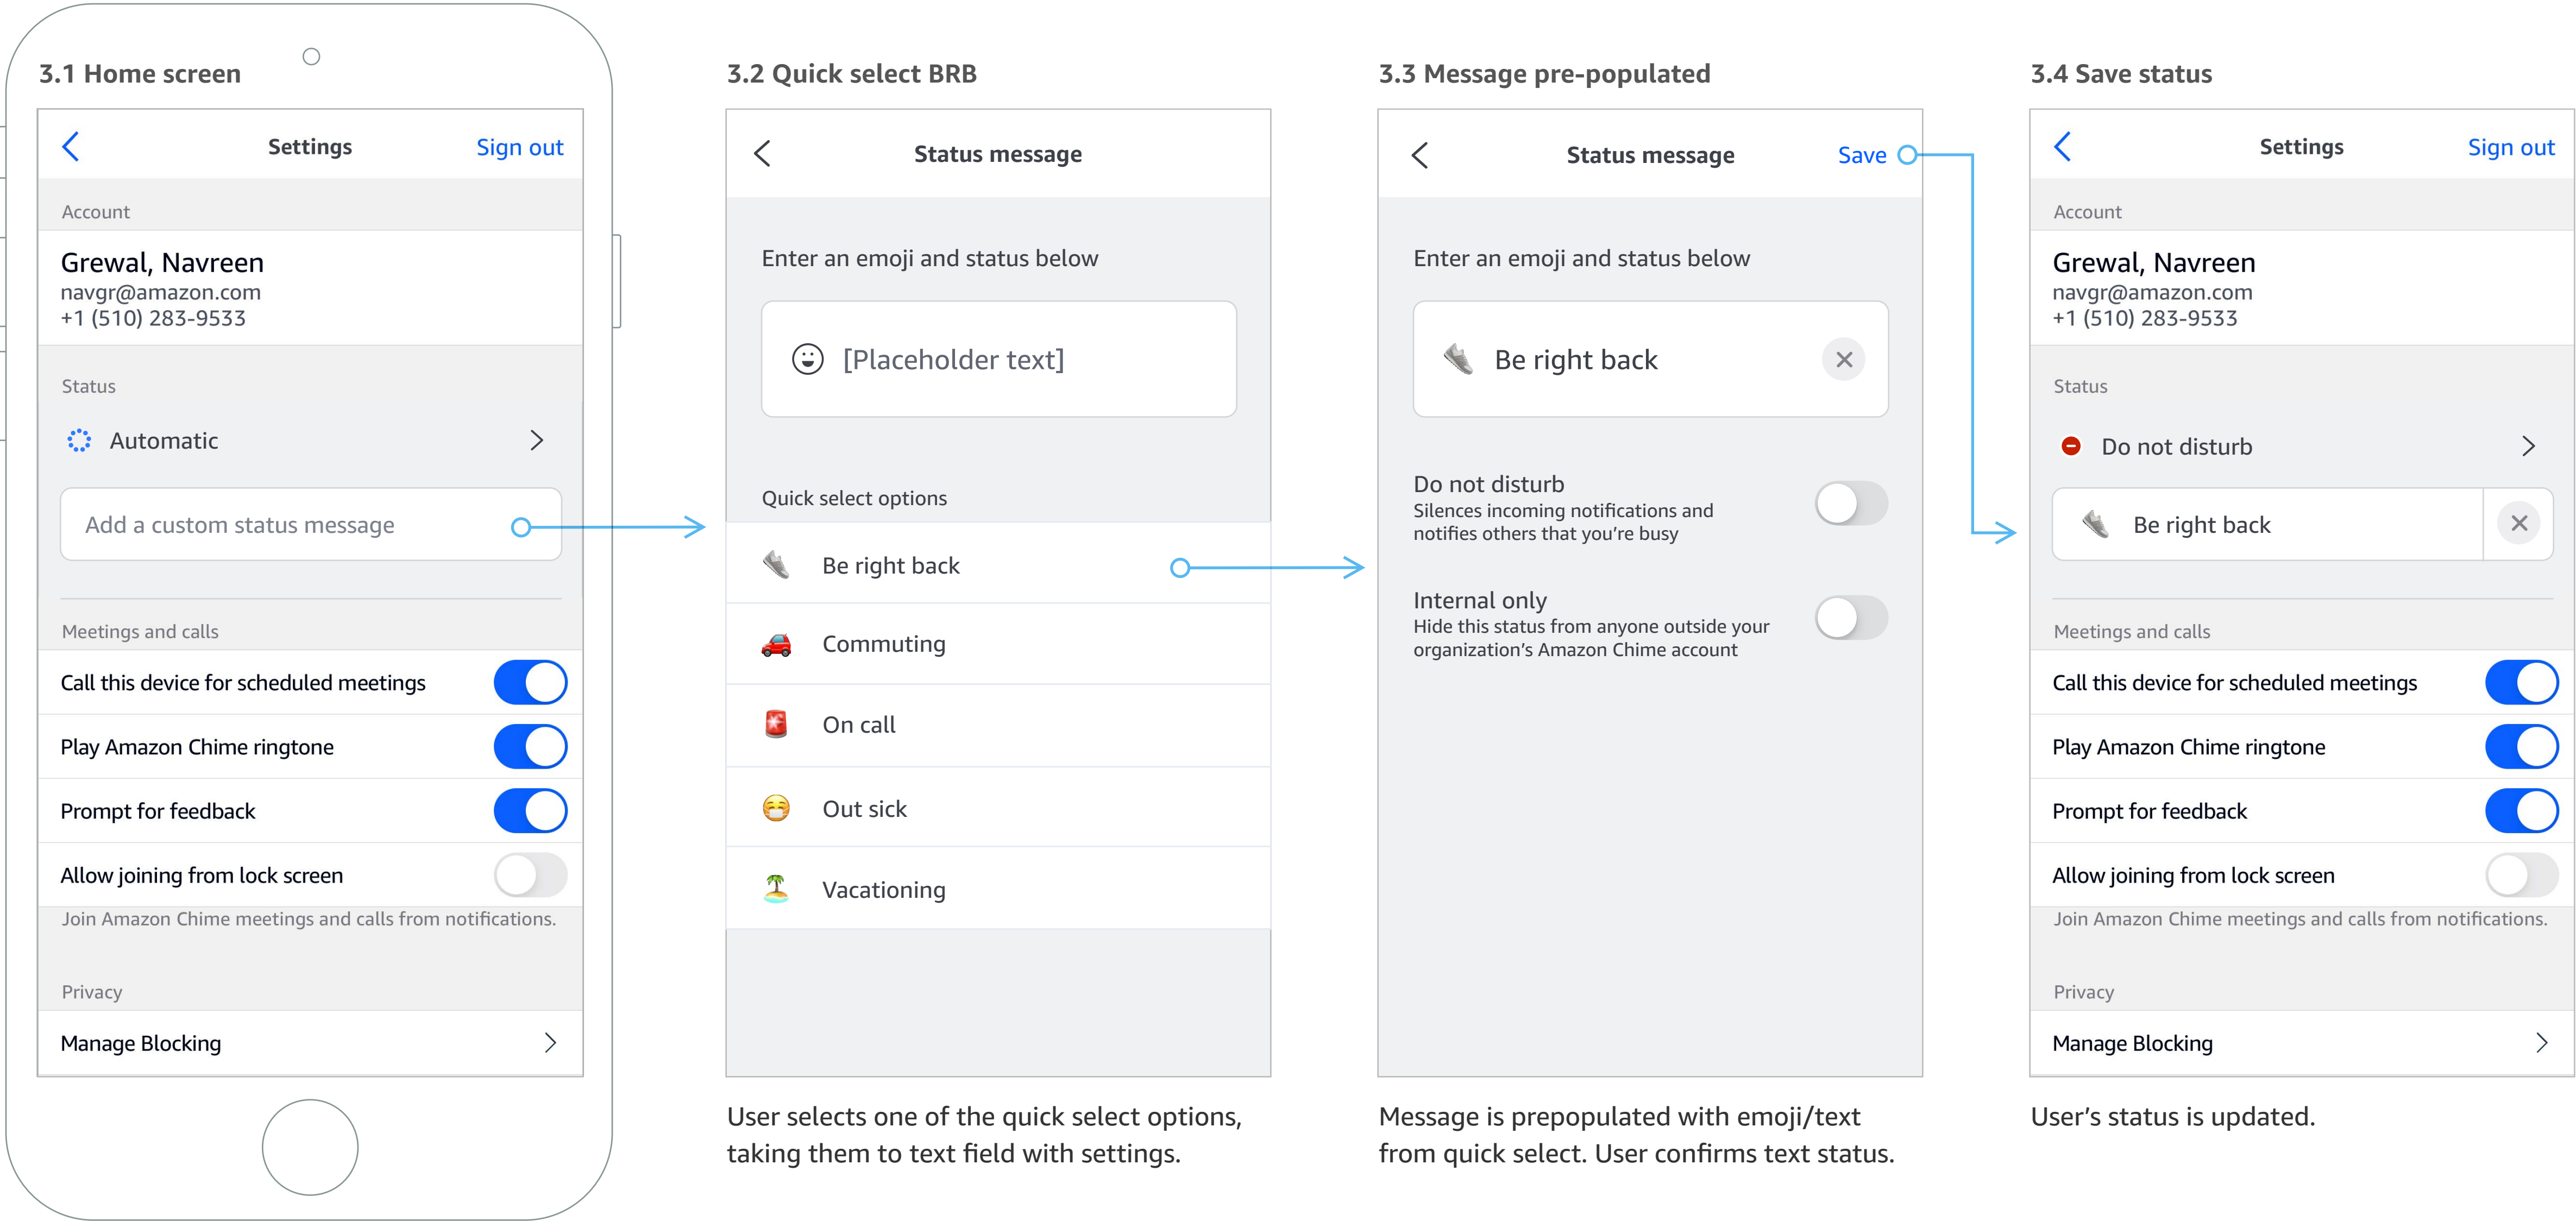 3.1 Home screen
Settings
Sign out
Account
Grewal, Navreen
navgr@amazon.com
+1 (510) 283-9533
Status
Automatic
Add a custom status message
Meetings and calls
Call this device for scheduled meetings
Play Amazon Chime ringtone
Prompt for feedback
Allow joining from lock screen
Join Amazon Chime meetings and calls from notifications.
Privacy
Manage Blocking
3.2 Quick select BRB
Status message
Enter an emoji and status below
[Placeholder text]
Quick select options
Be right back
Commuting
On call
Out sick
Vacationing
User selects one of the quick select options,
taking them to text field with settings.
3.3 Message pre-populated
Status message
Save
Enter an emoji and status below
Be right back
Do not disturb
Silences incoming notifications and
notifies others that you’re busy
Internal only
Hide this status from anyone outside your
organization’s Amazon Chime account
Message is prepopulated with emoji/text
from quick select. User confirms text status.
3.4 Save status
Settings
Sign out
Account
Grewal, Navreen
navgr@amazon.com
+1 (510) 283-9533
Status
Do not disturb
Be right back
Meetings and calls
Call this device for scheduled meetings
Play Amazon Chime ringtone
Prompt for feedback
Allow joining from lock screen
Join Amazon Chime meetings and calls from notifications.
Privacy
Manage Blocking
User’s status is updated.